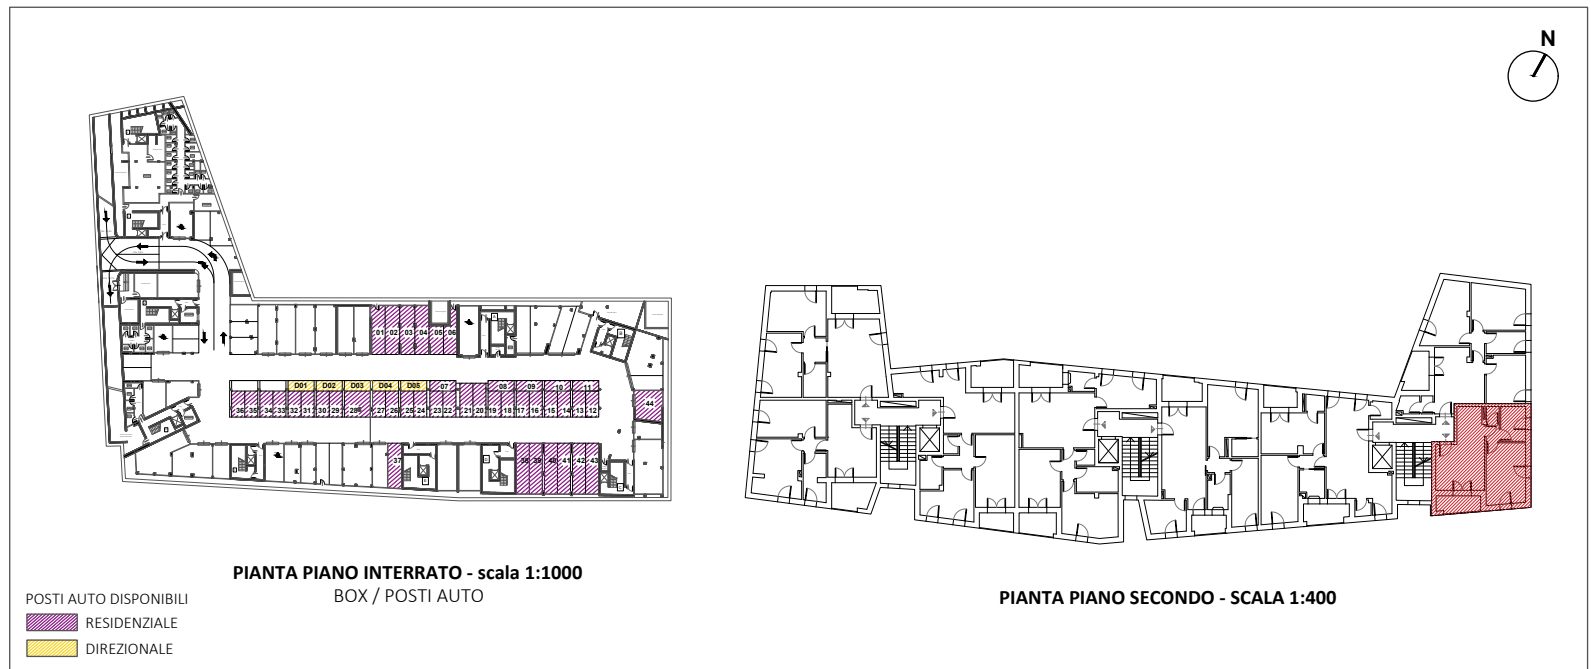 N
01 02 03 04 05 06
D01 D02 D03 D04 D05 07 08 09 10 11
36 35 34 33 32 31 30 29 28 27 26 25 24 23 22 21 20 19 18 17 16 15 14 13 12
44
37 38 39 40 41 42 43
PIANTA PIANO INTERRATO - scala 1:1000
BOX / POSTI AUTO
PIANTA PIANO SECONDO - SCALA 1:400
POSTI AUTO DISPONIBILI
RESIDENZIALE
DIREZIONALE